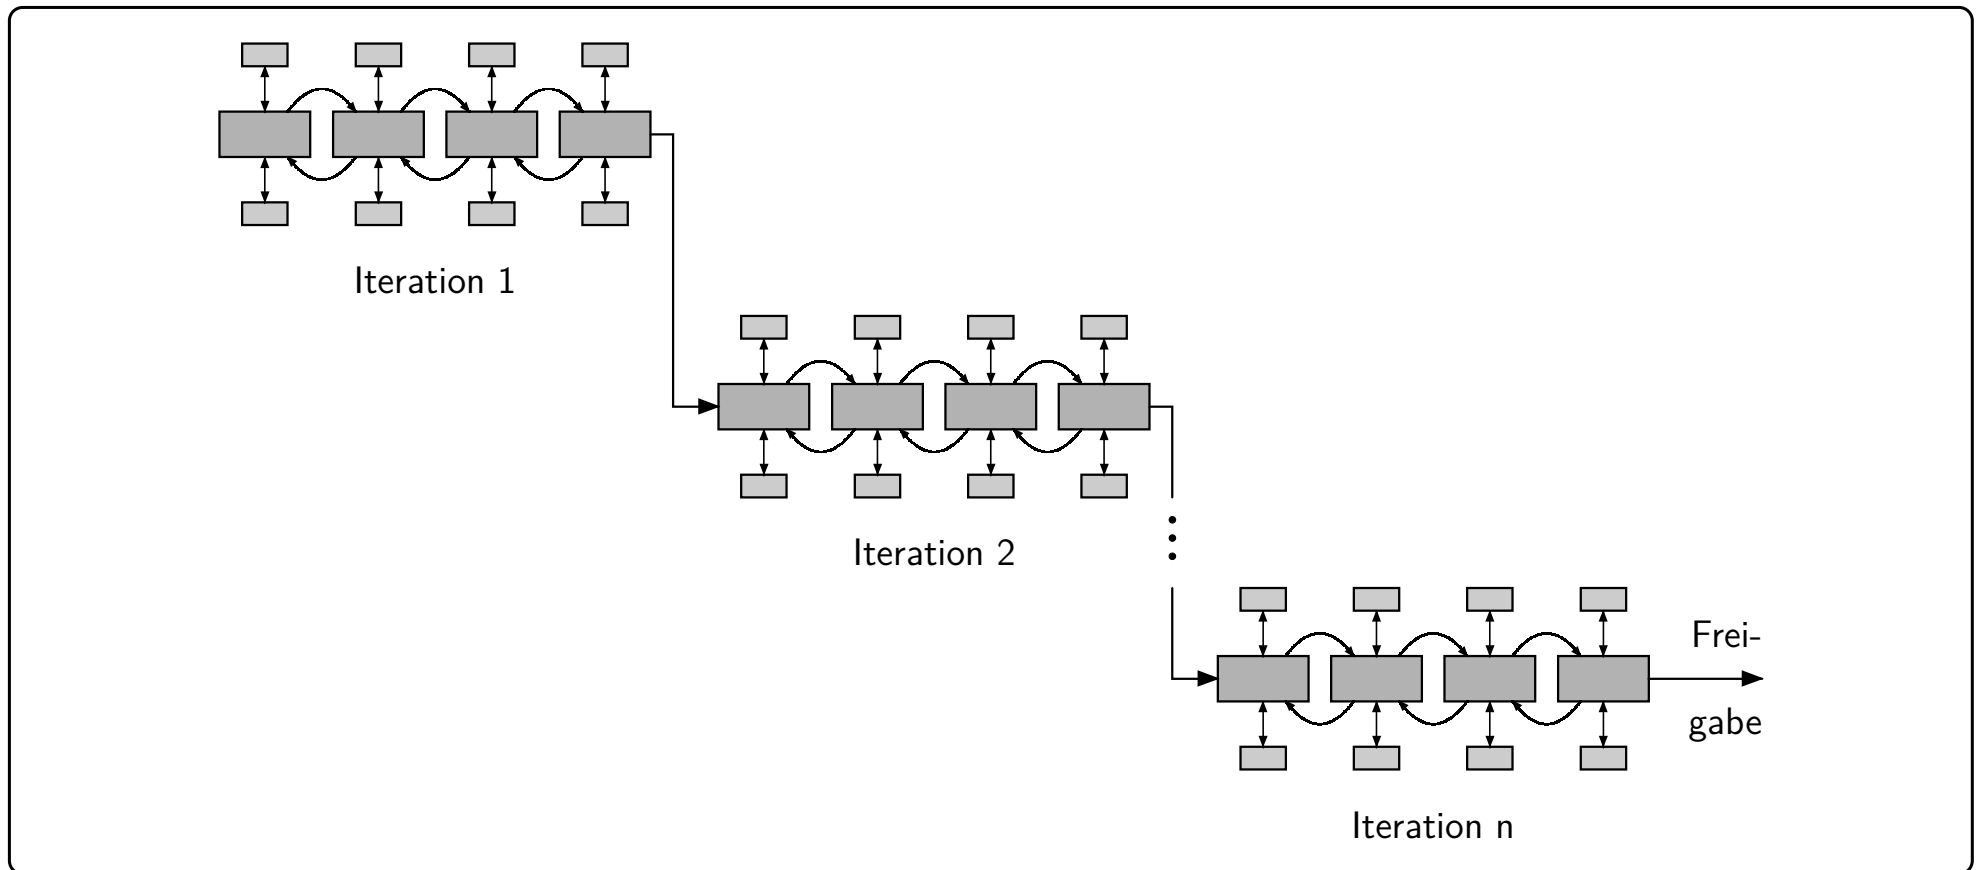 Iteration 1
Iteration 2
Frei-
gabe
Iteration n